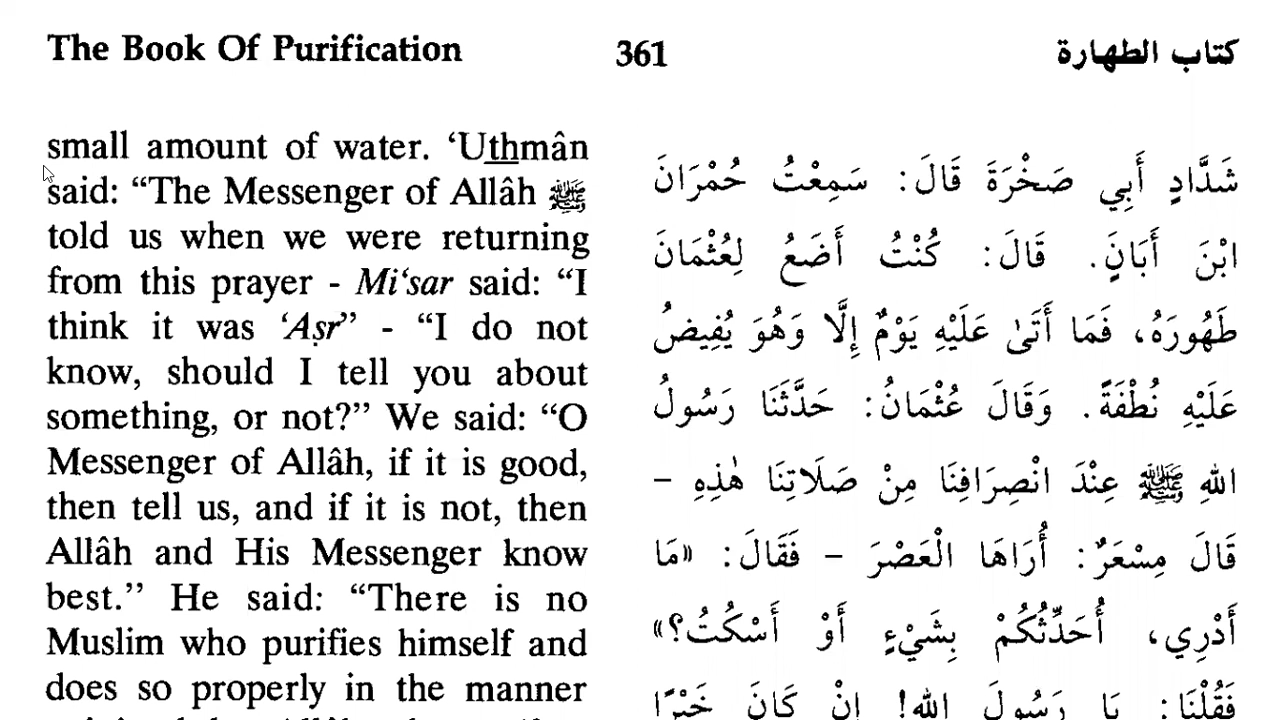 The Book Of Purification 361 كتاب الطهارة
small amount of water. ‘Uthmân
said: “The Messenger of Allâh ﷺ
told us when we were returning
from this prayer - Mi‘sar said: “I
think it was ‘Aṣr” - “I do not
know, should I tell you about
something, or not?” We said: “O
Messenger of Allâh, if it is good,
then tell us, and if it is not, then
Allâh and His Messenger know
best.” He said: “There is no
Muslim who purifies himself and
does so properly in the manner
شَدَّادٍ أَبِي صَخْرَةَ قَالَ: سَمِعْتُ حُمْرَانَ
ابْنَ أَبَانٍ. قَالَ: كُنْتُ أَضَعُ لِعُثْمَانَ
طَهُورَهُ، فَمَا أَتَىٰ عَلَيْهِ يَوْمٌ إِلَّا وَهُوَ يُفِيضُ
عَلَيْهِ نُطْفَةً. وَقَالَ عُثْمَانُ: حَدَّثَنَا رَسُولُ
اللهِ ﷺ عِنْدَ انْصِرَافِنَا مِنْ صَلَاتِنَا هٰذِهِ –
قَالَ مِسْعَرٌ: أُرَاهَا الْعَصْرَ – فَقَالَ: «مَا
أَدْرِي، أُحَدِّثُكُمْ بِشَيْءٍ أَوْ أَسْكُتُ؟»
فَقُلْنَا: يَا رَسُولَ اللهِ! إِنْ كَانَ خَيْرًا